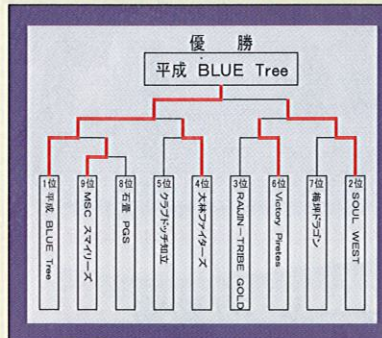 優 勝
平成 BLUE Tree
1位
平成 BLUE Tree
9位
MSC スマイリーズ
8位
石畳 PGS
5位
クラブドッチ知立
4位
大林ファイターズ
3位
RAIJIN-TRIBE GOLD
6位
Victory Piretes
7位
梅坪ドラゴン
2位
SOUL WEST